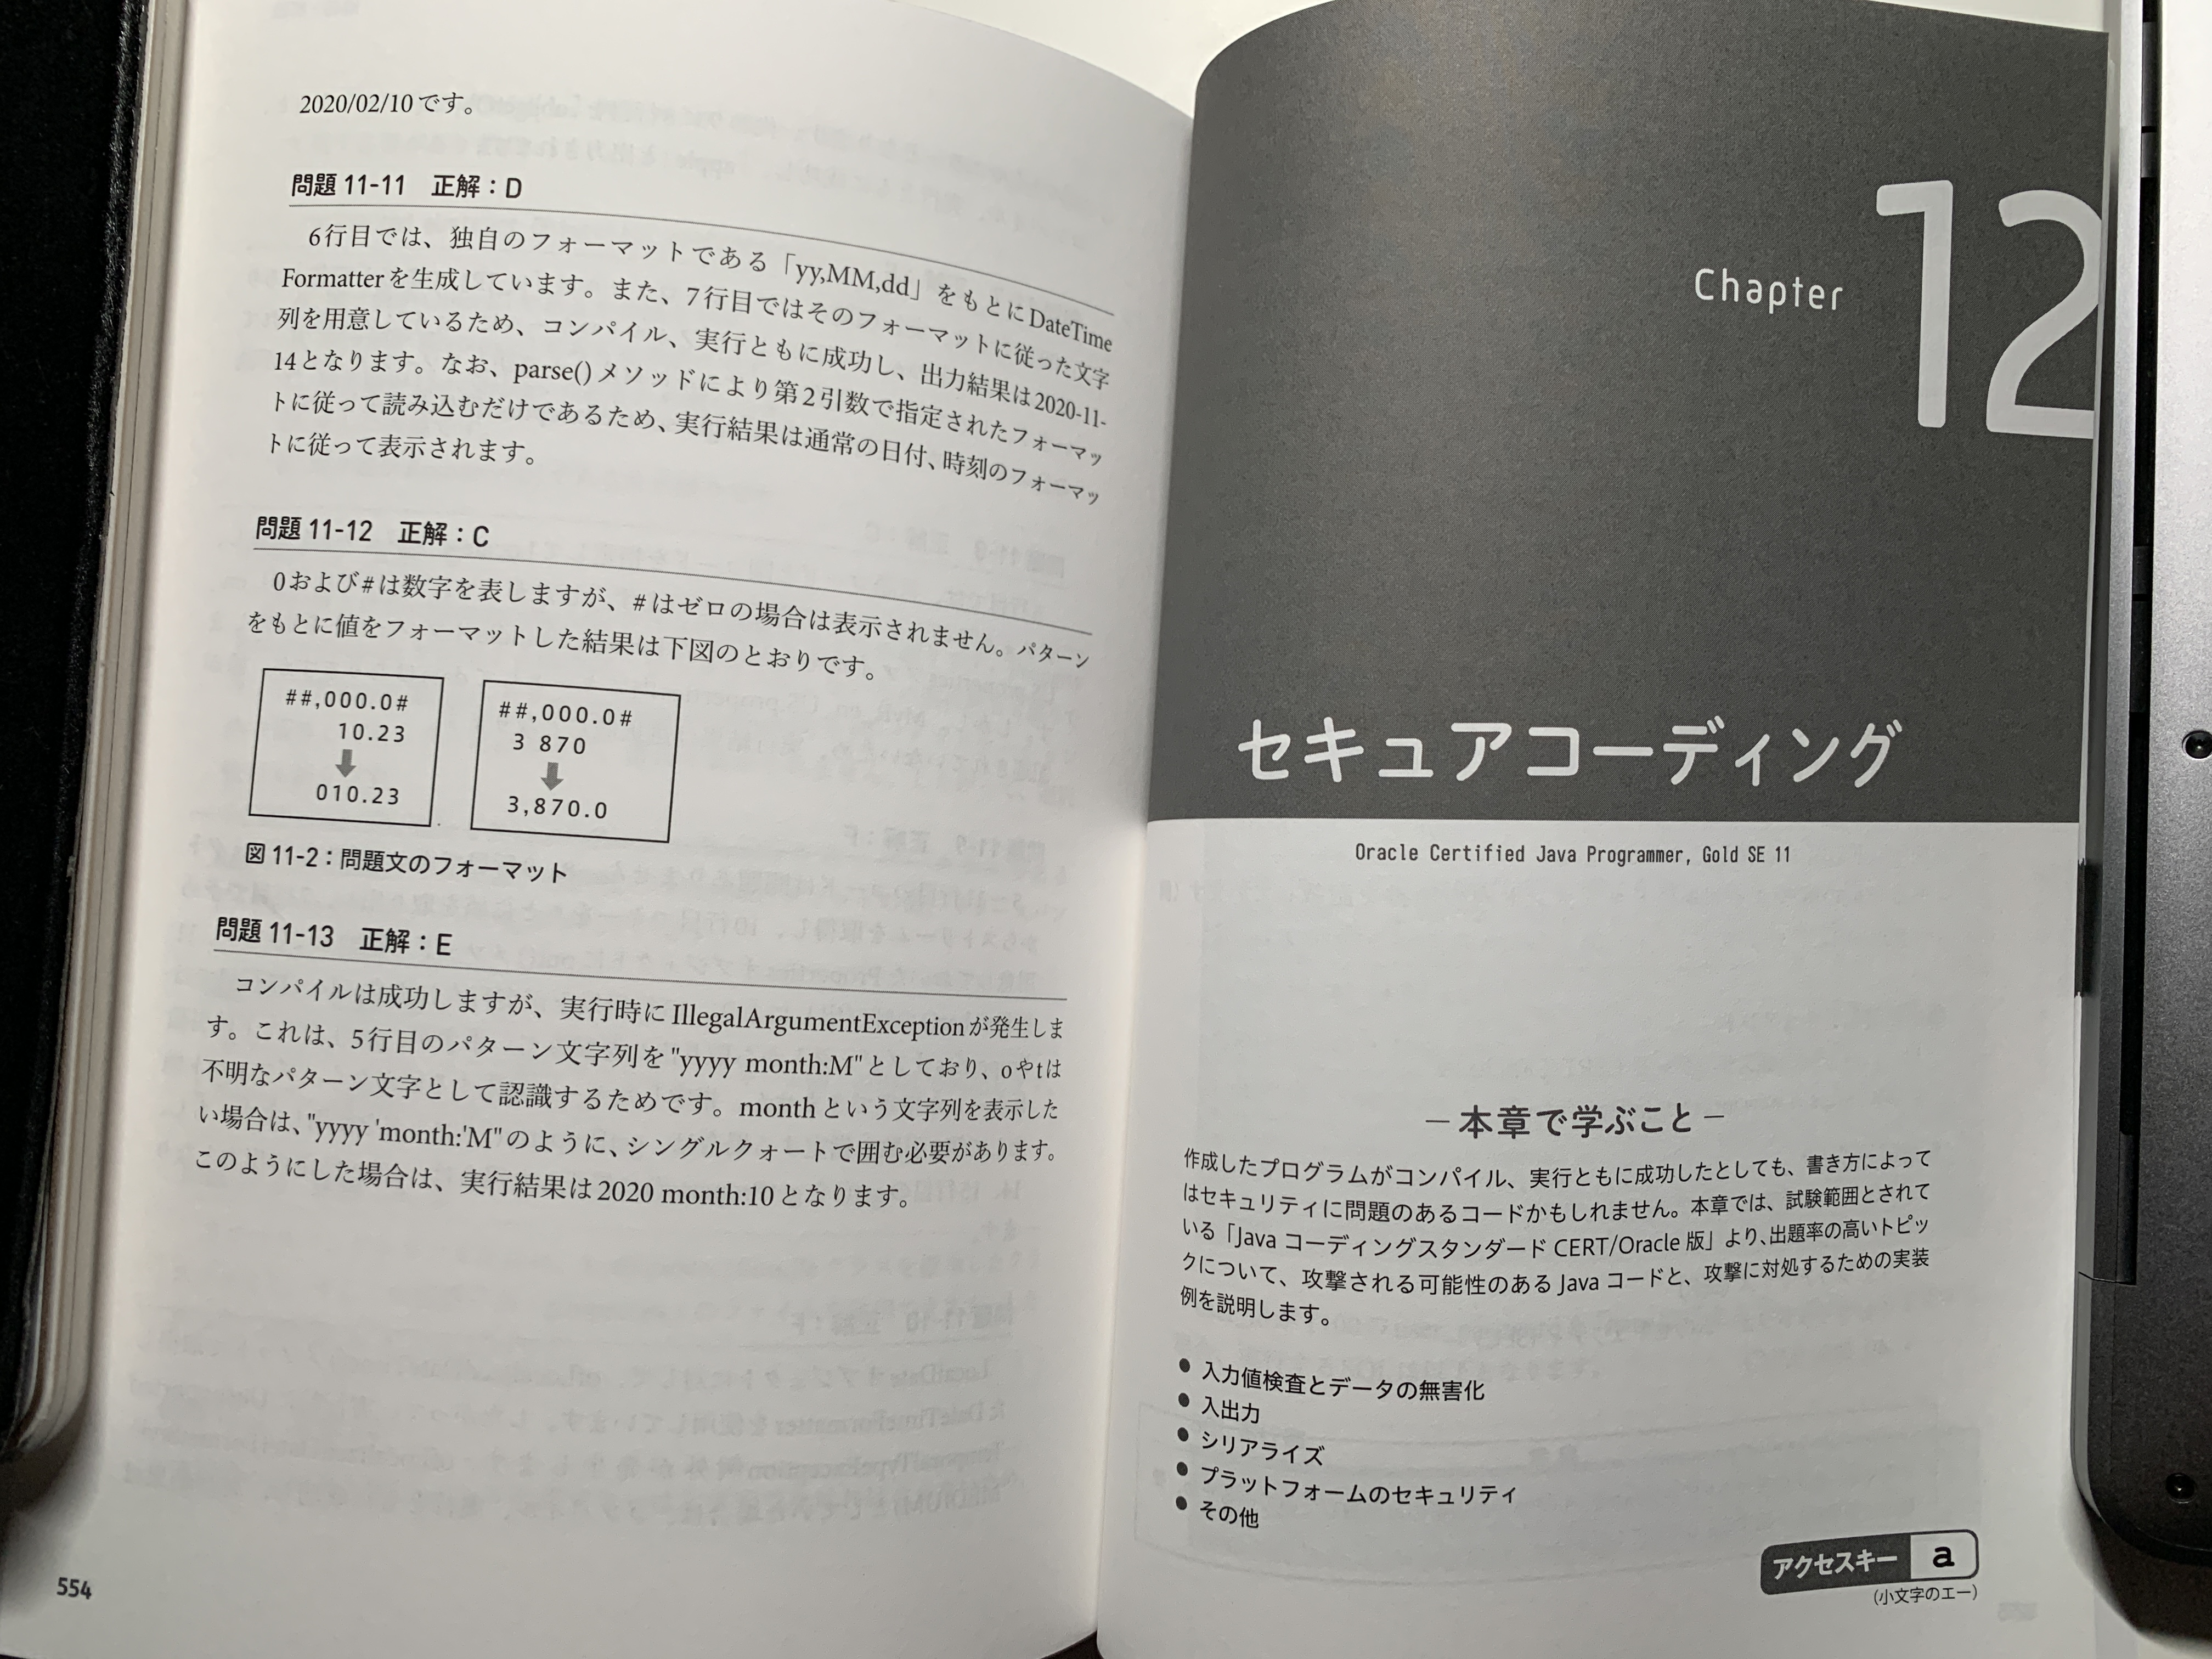 2020/02/10です。
問題 11-11　正解：D
6行目では、独自のフォーマットである「yy,MM,dd」をもとにDateTime
Formatterを生成しています。また、7行目ではそのフォーマットに従った文字
列を用意しているため、コンパイル、実行ともに成功し、出力結果は2020-11-
14となります。なお、parse()メソッドにより第2引数で指定されたフォーマッ
トに従って読み込むだけであるため、実行結果は通常の日付、時刻のフォーマッ
トに従って表示されます。
問題 11-12　正解：C
0および#は数字を表しますが、#はゼロの場合は表示されません。パターン
をもとに値をフォーマットした結果は下図のとおりです。
##,000.0#
10.23
010.23
##,000.0#
3 870
3,870.0
図 11-2：問題文のフォーマット
問題 11-13　正解：E
コンパイルは成功しますが、実行時にIllegalArgumentExceptionが発生しま
す。これは、5行目のパターン文字列を"yyyy month:M"としており、oやtは
不明なパターン文字として認識するためです。monthという文字列を表示した
い場合は、"yyyy 'month:'M"のように、シングルクォートで囲む必要があります。
このようにした場合は、実行結果は2020 month:10となります。
554
Chapter 12
セキュアコーディング
Oracle Certified Java Programmer, Gold SE 11
－本章で学ぶこと－
作成したプログラムがコンパイル、実行ともに成功したとしても、書き方によって
はセキュリティに問題のあるコードかもしれません。本章では、試験範囲とされて
いる「Java コーディングスタンダード CERT/Oracle 版」より、出題率の高いトピッ
クについて、攻撃される可能性のある Java コードと、攻撃に対処するための実装
例を説明します。
● 入力値検査とデータの無害化
● 入出力
● シリアライズ
● プラットフォームのセキュリティ
● その他
アクセスキー a
(小文字のエー)